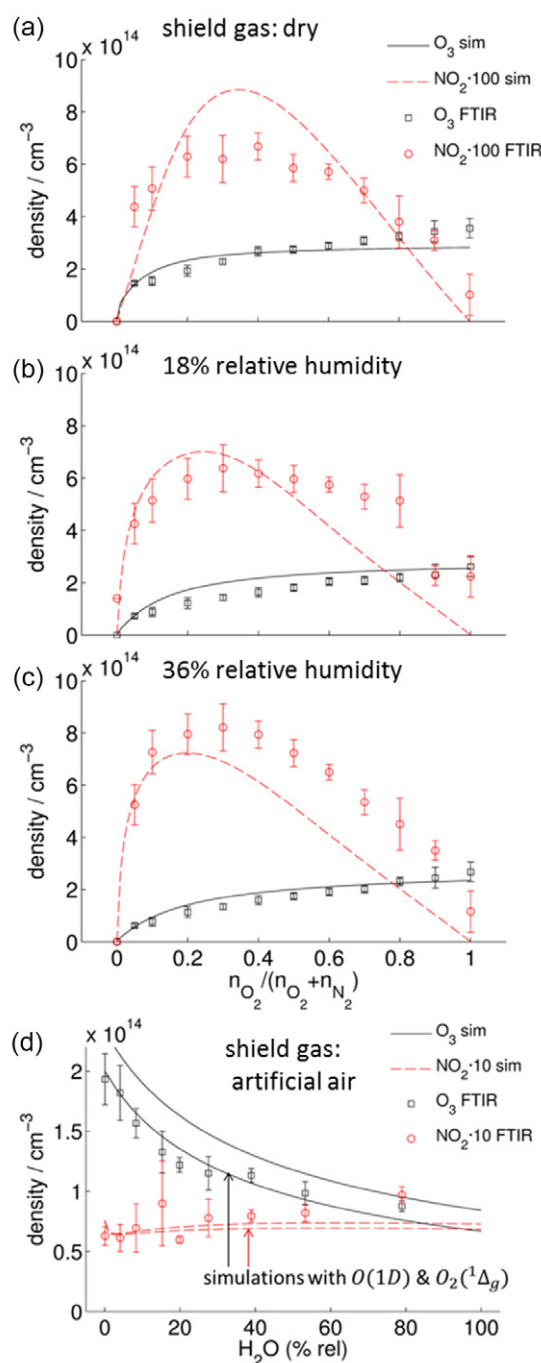 (a) shield gas: dry
x 10^14
10
8
6
4
2
0
density / cm⁻³
O₃ sim
NO₂·100 sim
O₃ FTIR
NO₂·100 FTIR
(b) 18% relative humidity
x 10^14
10
8
6
4
2
0
density / cm⁻³
(c) 36% relative humidity
x 10^14
10
8
6
4
2
0
density / cm⁻³
0 0.2 0.4 0.6 0.8 1
n_O₂/(n_O₂+n_N₂)
(d) shield gas:
artificial air
x 10^14
2
1.5
1
0.5
0
density / cm⁻³
O₃ sim
NO₂·10 sim
O₃ FTIR
NO₂·10 FTIR
simulations with O(1D) & O₂(¹Δg)
0 20 40 60 80 100
H₂O (% rel)